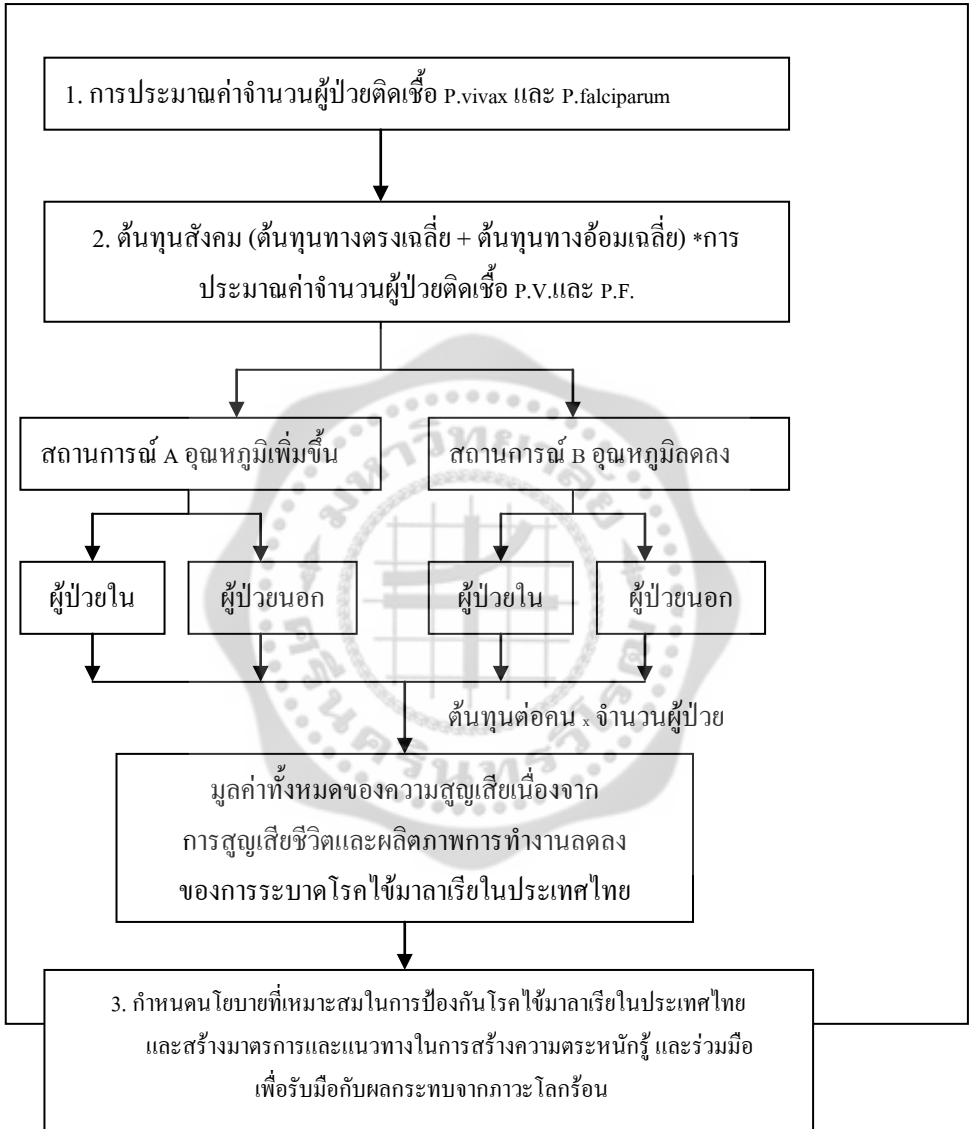 1. การประมาณค่าจำนวนผู้ป่วยติดเชื้อ P.vivax และ P.falciparum
2. ต้นทุนสังคม (ต้นทุนทางตรงเฉลี่ย + ต้นทุนทางอ้อมเฉลี่ย) *การ
ประมาณค่าจำนวนผู้ป่วยติดเชื้อ P.V.และ P.F.
สถานการณ์ A อุณหภูมิเพิ่มขึ้น
สถานการณ์ B อุณหภูมิลดลง
ผู้ป่วยใน
ผู้ป่วยนอก
ผู้ป่วยใน
ผู้ป่วยนอก
มหาวิทยาลัย
ศรีนครินทรวิโรฒ
ต้นทุนต่อคน x จำนวนผู้ป่วย
มูลค่าทั้งหมดของความสูญเสียเนื่องจาก
การสูญเสียชีวิตและผลิตภาพการทำงานลดลง
ของการระบาดโรคไข้มาลาเรียในประเทศไทย
3. กำหนดนโยบายที่เหมาะสมในการป้องกันโรคไข้มาลาเรียในประเทศไทย
และสร้างมาตรการและแนวทางในการสร้างความตระหนักรู้ และร่วมมือ
เพื่อรับมือกับผลกระทบจากภาวะโลกร้อน